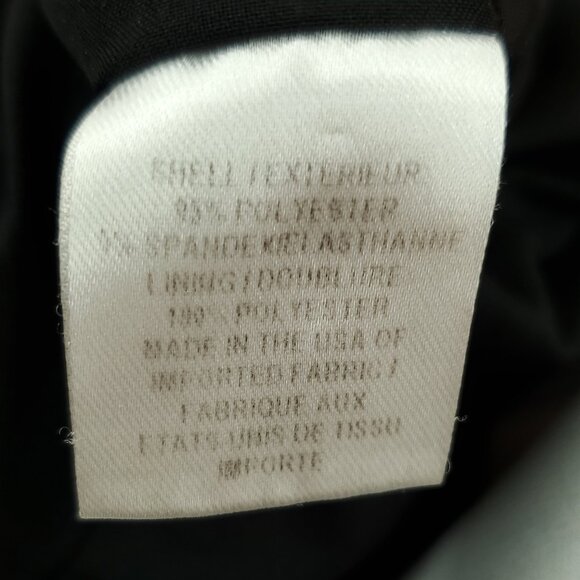 SHELL / EXTERIEUR
95% POLYESTER
5% SPANDEX/ELASTHANNE
LINING / DOUBLURE
100% POLYESTER
MADE IN THE USA OF
IMPORTED FABRIC /
FABRIQUE AUX
ETATS-UNIS DE TISSU
IMPORTE